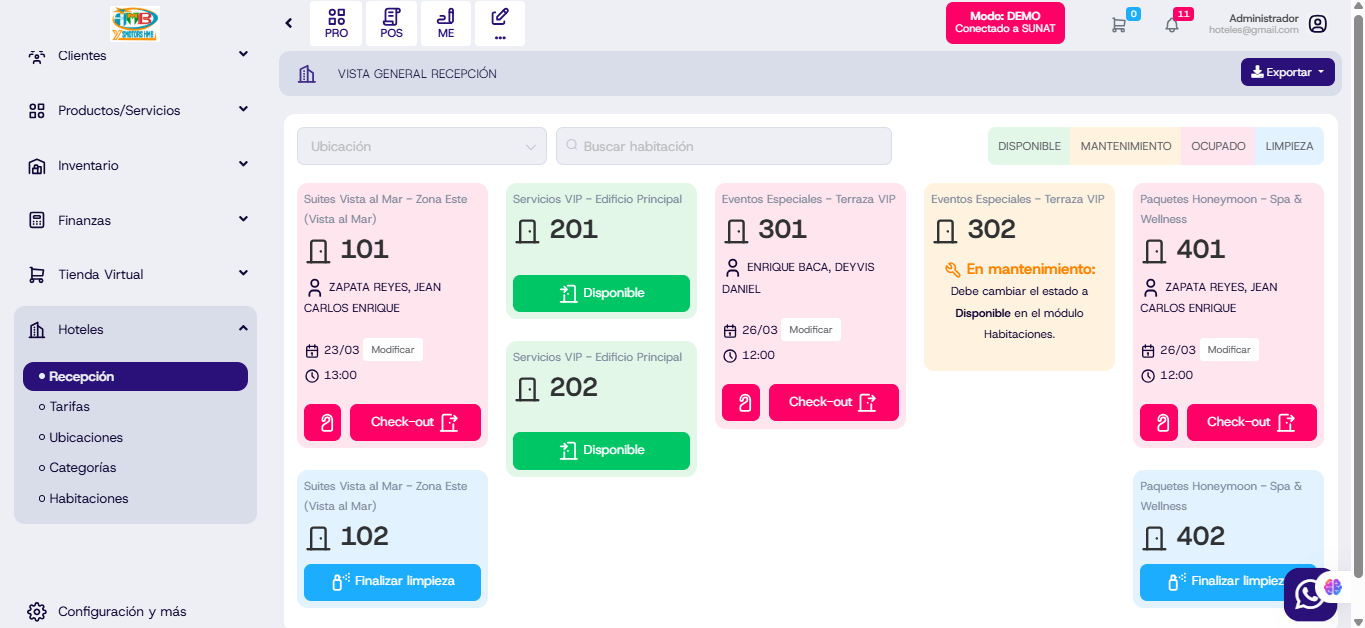 HMB
Clientes
Productos/Servicios
Inventario
Finanzas
Tienda Virtual
Hoteles
Recepción
Tarifas
Ubicaciones
Categorías
Habitaciones
Configuración y más
PRO
POS
ME
...
Modo: DEMO
Conectado a SUNAT
0
11
Administrador
hoteles@gmail.com
VISTA GENERAL RECEPCIÓN
Exportar
Ubicación
Buscar habitación
DISPONIBLE
MANTENIMIENTO
OCUPADO
LIMPIEZA
Suites Vista al Mar - Zona Este
(Vista al Mar)
101
ZAPATA REYES, JEAN
CARLOS ENRIQUE
23/03 Modificar
13:00
Check-out
Servicios VIP - Edificio Principal
201
Disponible
Servicios VIP - Edificio Principal
202
Disponible
Eventos Especiales - Terraza VIP
301
ENRIQUE BACA, DEYVIS
DANIEL
26/03 Modificar
12:00
Check-out
Eventos Especiales - Terraza VIP
302
En mantenimiento:
Debe cambiar el estado a
Disponible en el módulo
Habitaciones.
Paquetes Honeymoon - Spa &
Wellness
401
ZAPATA REYES, JEAN
CARLOS ENRIQUE
26/03 Modificar
12:00
Check-out
Suites Vista al Mar - Zona Este
(Vista al Mar)
102
Finalizar limpieza
Paquetes Honeymoon - Spa &
Wellness
402
Finalizar limpiez